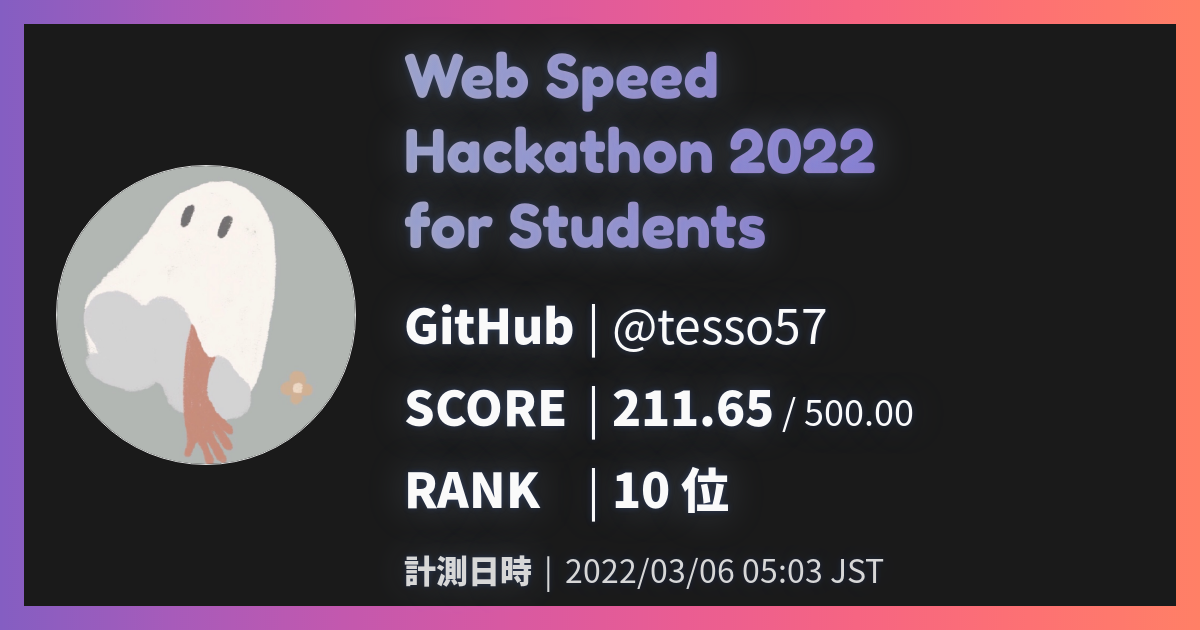 Web Speed
Hackathon 2022
for Students
GitHub | @tesso57
SCORE | 211.65 / 500.00
RANK | 10 位
計測日時 | 2022/03/06 05:03 JST